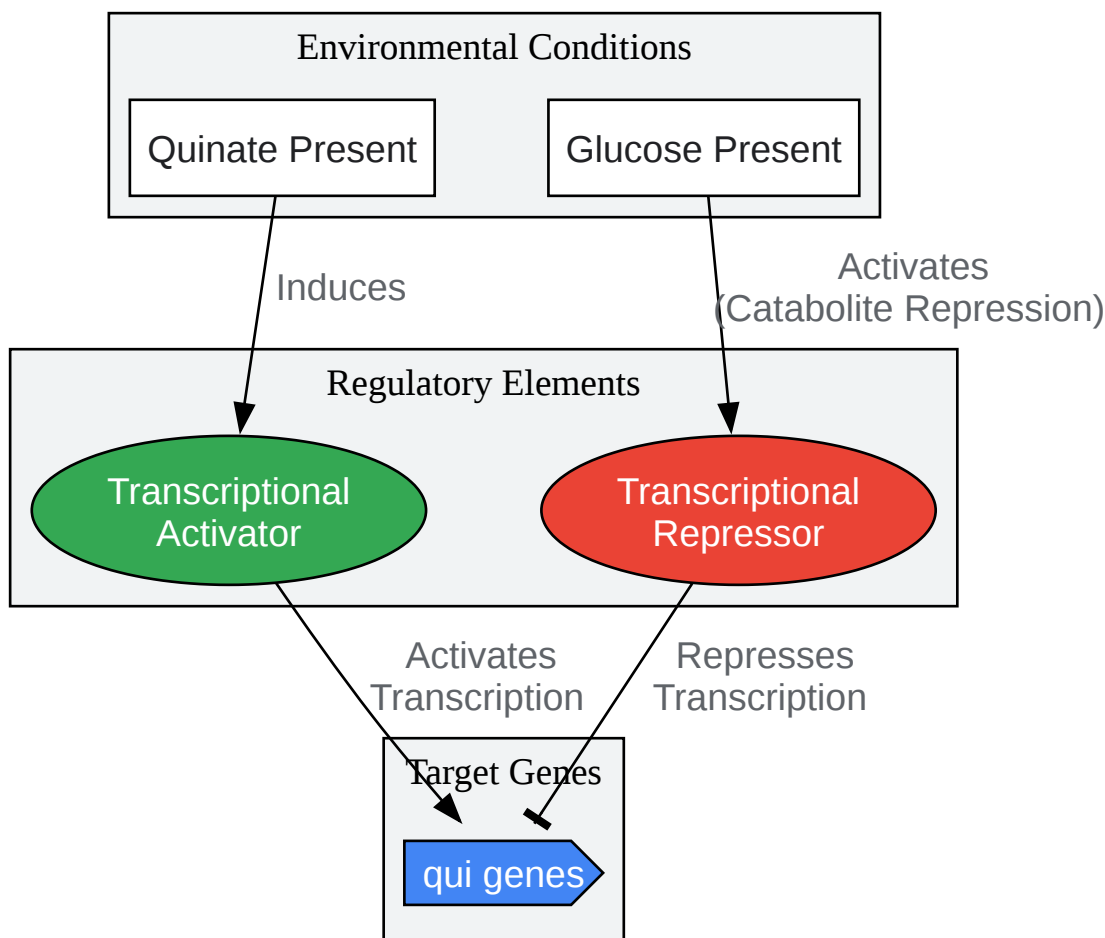 Environmental Conditions
Quinate Present
Glucose Present
Induces
Activates
(Catabolite Repression)
Regulatory Elements
Transcriptional
Activator
Transcriptional
Repressor
Activates
Transcription
Represses
Transcription
Target Genes
qui genes